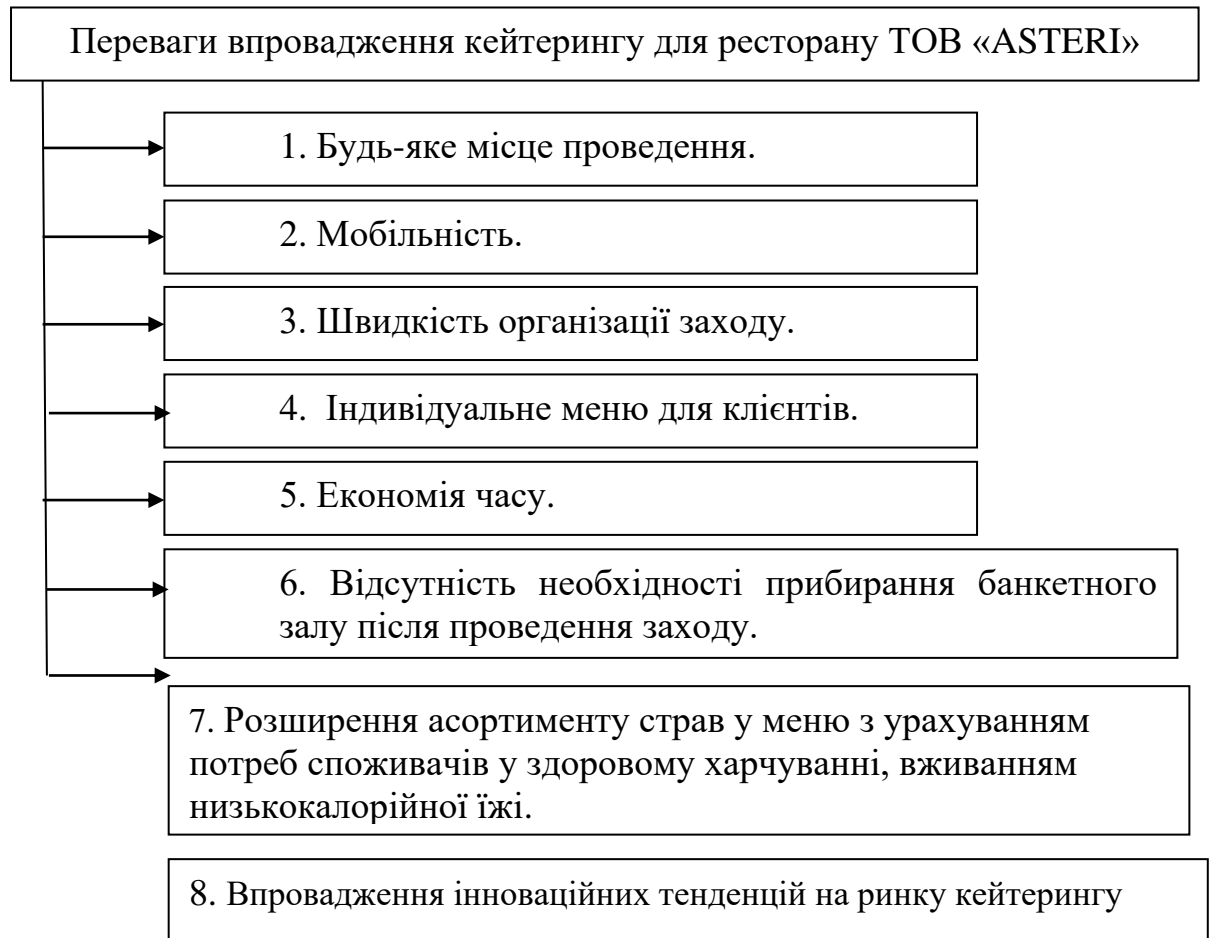 Переваги впровадження кейтерингу для ресторану ТОВ «ASTERI»
1. Будь-яке місце проведення.
2. Мобільність.
3. Швидкість організації заходу.
4. Індивідуальне меню для клієнтів.
5. Економія часу.
6. Відсутність необхідності прибирання банкетного
залу після проведення заходу.
7. Розширення асортименту страв у меню з урахуванням
потреб споживачів у здоровому харчуванні, вживанням
низькокалорійної їжі.
8. Впровадження інноваційних тенденцій на ринку кейтерингу